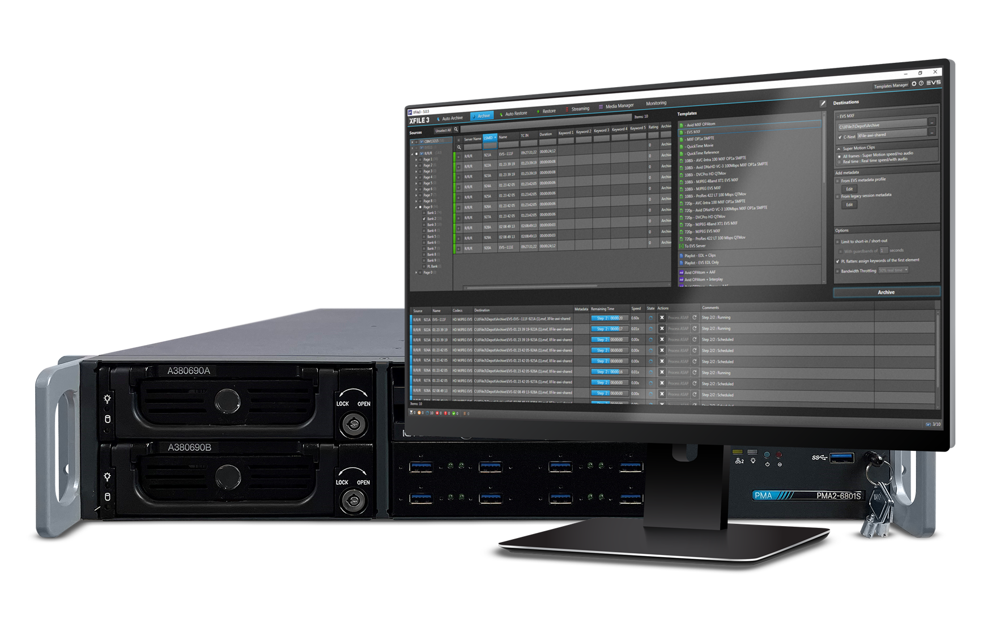 XFile3 - 5.0.5
Templates Manager EVS
XFILE 3 Auto Archive Archive Auto Restore Restore Streaming Media Manager Monitoring
Sources Unselect All Items: 10
CBM13215
EVS11
R/R/R
Page 1
Page 2
Page 3
Page 4
Page 5
Page 6
Page 7
Page 8
Page 9
Bank 1
Bank 2
Bank 3
Bank 4
Bank 5
Bank 6
Bank 7
Bank 8
Bank 9
PL Bank
Page 0
Server Name LSMID Name TC IN Duration Keyword 1 Keyword 2 Keyword 3 Keyword 4 Keyword 5 Rating Archive
R/R/R 921A EVS--111F 09:27:31;22 00:00:24;12 0 Archive
R/R/R 922A 01 23 39 19 01:23:39:19 00:00:00:08 0 Archive
R/R/R 923A 01 23 39 19 01:23:39:19 00:00:00:08 0 Archive
R/R/R 924A 01 23 42 05 01:23:42:05 00:00:00:06 0 Archive
R/R/R 925A 01 23 42 05 01:23:42:05 00:00:00:06 0 Archive
R/R/R 926A 01 23 42 05 01:23:42:05 00:00:00:06 0 Archive
R/R/R 927A 01 23 42 05 01:23:42:05 00:00:00:06 0 Archive
R/R/R 928A 02 08 49 13 02:08:49:13 00:00:00:03 0 Archive
R/R/R 929A 02 08 49 13 02:08:49:13 00:00:00:03 0 Archive
R/R/R 920A EVS--111E 09:27:31;22 00:00:24;12 0 Archive
Templates
- Avid MXF OPAtom
- EVS MXF
- MXF OP1a SMPTE
- QuickTime Movie
- QuickTime Reference
1080i - AVC-Intra 100 MXF OP1a SMPTE
1080i - Avid DNxHD VC-3 100Mbps MXF OP1a SMPTE
1080i - DVCPro HD QTMov
1080i - MJPEG 4Band XT1 EVS MXF
1080i - MJPEG EVS MXF
1080i - ProRes 422 LT 100 Mbps QTMov
720p - AVC-Intra 100 MXF OP1a SMPTE
720p - Avid DNxHD VC-3 100Mbps MXF OP1a SMPTE
720p - DVCPro HD QTMov
720p - MJPEG 4Band XT1 EVS MXF
720p - MJPEG EVS MXF
720p - ProRes 422 LT 100 Mbps QTMov
To EVS Server
Playlist - EDL + Clips
Playlist - EVS EDL Only
Avid OPAtom + AAF
Avid OPAtom + Interplay
Destinations
- EVS MXF
C:\XFile3\Depot\Archive ...
C-Next XFile-awi-shared ...
Super Motion Clips
All frames : Super Motion speed/no audio
Real time : Real time speed/with audio
Add metadata
From EVS metadata profile
Edit
From legacy session metadata
Edit
Options
Limit to short-in / short-out
With guardbands of 1 seconds
PL flatten: assign keywords of the first element
Bandwidth Throttling 50% real time
Archive
Source Name Codecs Destination Metadata Remaining Time Speed State Actions Comments
R/R/R 921A EVS--111F HD MJPEG EVS C:\XFile3\Depot\Archive\EVS-EVS--111F-921A (1).mxf, XFile-awi-shared Step 2: 00:00:20 0.60x Process ASAP Step 2/2 : Running
R/R/R 922A 01 23 39 19 HD MJPEG EVS C:\XFile3\Depot\Archive\EVS-01 23 39 19-922A (1).mxf, XFile-awi-shared Step 2: 00:00:17 0.01x Process ASAP Step 2/2 : Running
R/R/R 923A 01 23 39 19 HD MJPEG EVS C:\XFile3\Depot\Archive\EVS-01 23 39 19-923A (1).mxf, XFile-awi-shared Step 2: 00:00:00 0.00x Process ASAP Step 2/2 : Scheduled
R/R/R 924A 01 23 42 05 HD MJPEG EVS C:\XFile3\Depot\Archive\EVS-01 23 42 05-924A (1).mxf, XFile-awi-shared Step 2: 00:00:00 0.00x Process ASAP Step 2/2 : Scheduled
R/R/R 925A 01 23 42 05 HD MJPEG EVS C:\XFile3\Depot\Archive\EVS-01 23 42 05-925A (1).mxf, XFile-awi-shared Step 2: 00:00:00 0.00x Process ASAP Step 2/2 : Scheduled
R/R/R 926A 01 23 42 05 HD MJPEG EVS C:\XFile3\Depot\Archive\EVS-01 23 42 05-926A (1).mxf, XFile-awi-shared Step 2: 00:00:16 0.01x Process ASAP Step 2/2 : Running
R/R/R 927A 01 23 42 05 HD MJPEG EVS C:\XFile3\Depot\Archive\EVS-01 23 42 05-927A (1).mxf, XFile-awi-shared Step 2: 00:00:00 0.00x Process ASAP Step 2/2 : Scheduled
R/R/R 928A 02 08 49 13 HD MJPEG EVS C:\XFile3\Depot\Archive\EVS-02 08 49 13-928A (1).mxf, XFile-awi-shared Step 2: 00:00:00 0.00x Process ASAP Step 2/2 : Scheduled
Items: 10
0 0 10 0 0 0 0 3/10
A380690A
LOCK OPEN
A380690B
LOCK OPEN
2
SS
PMA PMA2-6801S